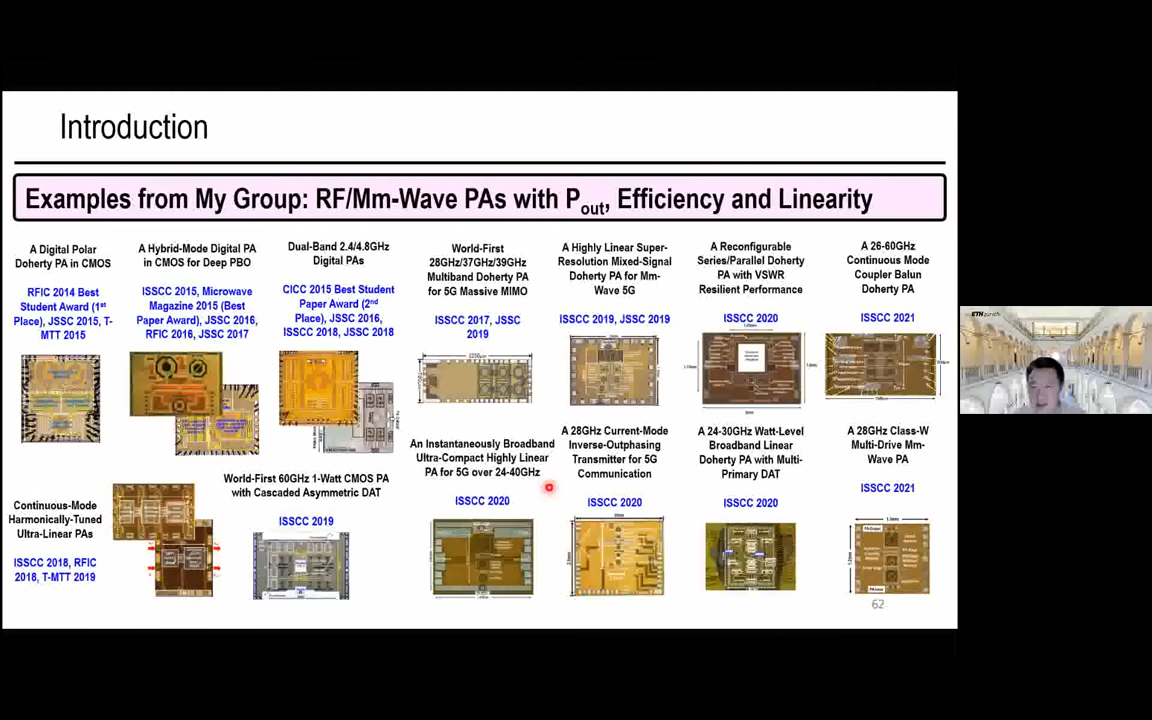 Introduction
Examples from My Group: RF/Mm-Wave PAs with Pout, Efficiency and Linearity
A Digital Polar
Doherty PA in CMOS
RFIC 2014 Best
Student Award (1st
Place), JSSC 2015, T-
MTT 2015
A Hybrid-Mode Digital PA
in CMOS for Deep PBO
ISSCC 2015, Microwave
Magazine 2015 (Best
Paper Award), JSSC 2016,
RFIC 2016, JSSC 2017
Dual-Band 2.4/4.8GHz
Digital PAs
CICC 2015 Best Student
Paper Award (2nd
Place), JSSC 2016,
ISSCC 2018, JSSC 2018
World-First
28GHz/37GHz/39GHz
Multiband Doherty PA
for 5G Massive MIMO
ISSCC 2017, JSSC
2019
A Highly Linear Super-
Resolution Mixed-Signal
Doherty PA for Mm-
Wave 5G
ISSCC 2019, JSSC 2019
A Reconfigurable
Series/Parallel Doherty
PA with VSWR
Resilient Performance
ISSCC 2020
A 26-60GHz
Continuous Mode
Coupler Balun
Doherty PA
ISSCC 2021
Continuous-Mode
Harmonically-Tuned
Ultra-Linear PAs
ISSCC 2018, RFIC
2018, T-MTT 2019
World-First 60GHz 1-Watt CMOS PA
with Cascaded Asymmetric DAT
ISSCC 2019
An Instantaneously Broadband
Ultra-Compact Highly Linear
PA for 5G over 24-40GHz
ISSCC 2020
A 28GHz Current-Mode
Inverse-Outphasing
Transmitter for 5G
Communication
ISSCC 2020
A 24-30GHz Watt-Level
Broadband Linear
Doherty PA with Multi-
Primary DAT
ISSCC 2020
A 28GHz Class-W
Multi-Drive Mm-
Wave PA
ISSCC 2021
62
ETH zürich